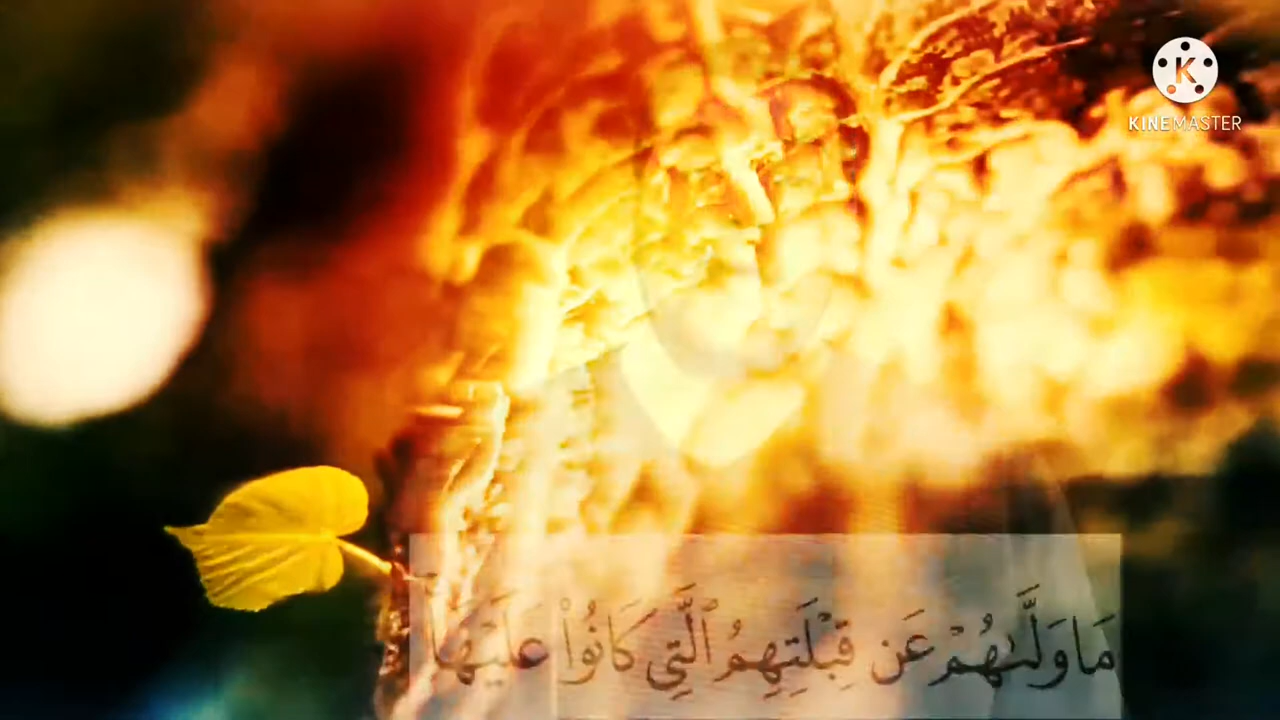 KINEMASTER
مَا وَلَّىٰهُمْ عَن قِبْلَتِهِمُ ٱلَّتِى كَانُوا۟ عَلَيْهَا